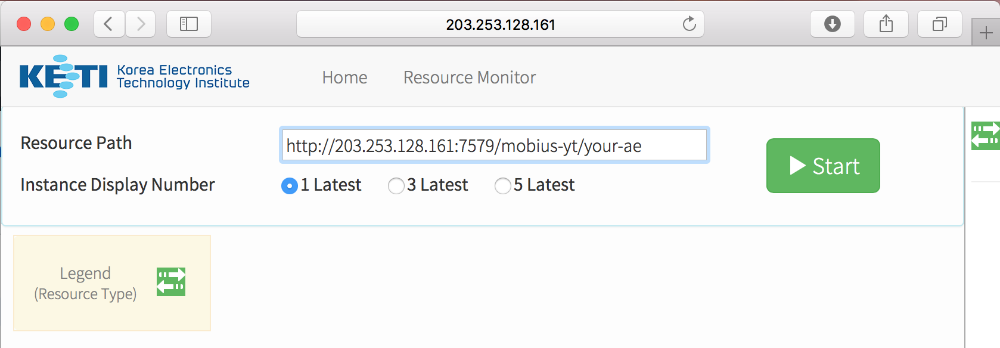 203.253.128.161
KETI Korea Electronics
Technology Institute
Home Resource Monitor
Resource Path
http://203.253.128.161:7579/mobius-yt/your-ae
Start
Instance Display Number
1 Latest 3 Latest 5 Latest
Legend
(Resource Type)